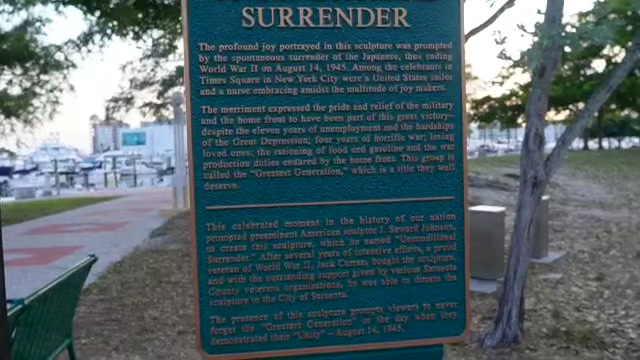 SURRENDER
The profound joy portrayed in this sculpture was prompted
by the spontaneous surrender of the Japanese, thus ending
World War II on August 14, 1945. Among the celebrants in
Times Square in New York City were a United States sailor
and a nurse embracing amidst the multitude of joy makers.
The merriment expressed the pride and relief of the military
and the home front to have been part of this great victory—
despite the eleven years of unemployment and the hardships
of the Great Depression, four years of horrific war; losing
loved ones, the rationing of food and gasoline and the war
production duties endured by the home front. This group is
called the "Greatest Generation," which is a title they well
deserve.
This celebrated moment in the history of our nation
prompted preeminent American sculptor J. Seward Johnson,
to create this sculpture, which he named "Unconditional
Surrender." After several years of intensive efforts, a proud
veteran of World War II, Jack Curran, bought the sculpture,
and with the outstanding support given by various Sarasota
County veterans organizations, he was able to donate the
sculpture to the City of Sarasota.
The presence of this sculpture prompts viewers to never
forget the "Greatest Generation" or the day when they
demonstrated their "Unity" – August 14, 1945.